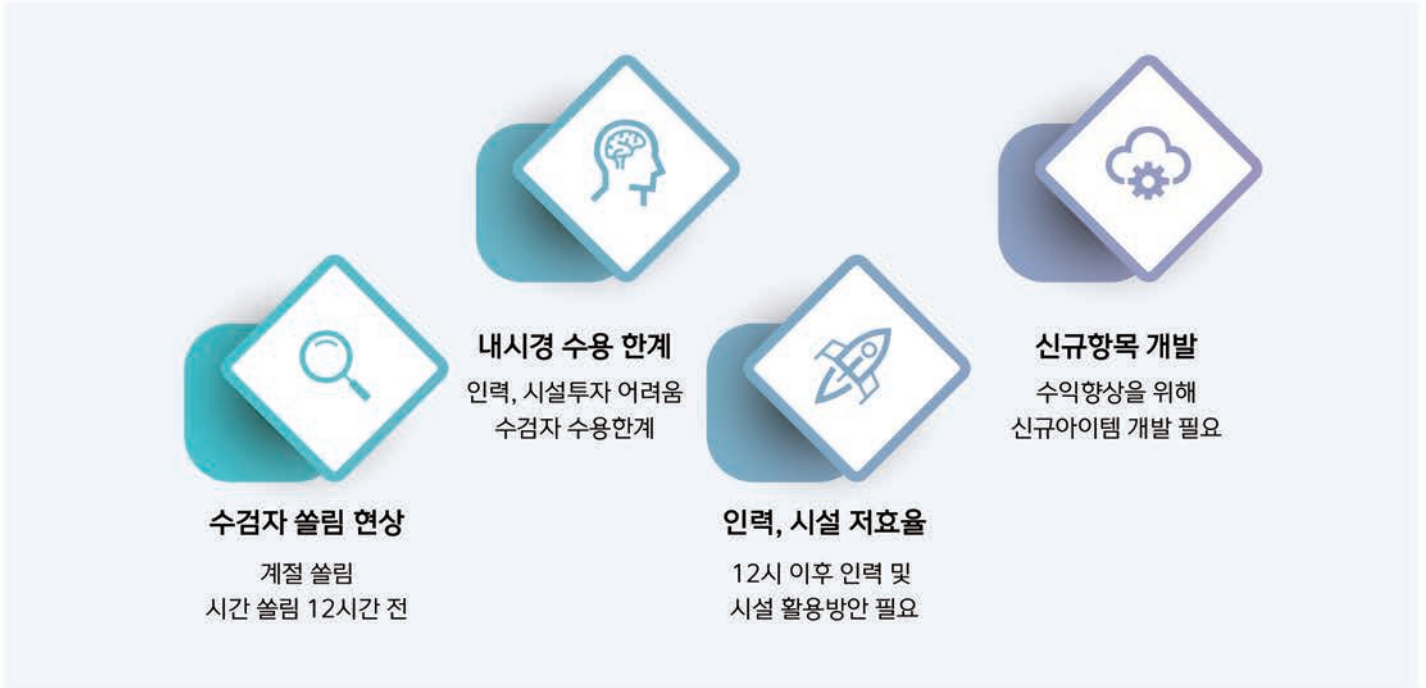 수검자 쏠림 현상
계절 쏠림
시간 쏠림 12시간 전
내시경 수용 한계
인력, 시설투자 어려움
수검자 수용한계
인력, 시설 저효율
12시 이후 인력 및
시설 활용방안 필요
신규항목 개발
수익향상을 위해
신규아이템 개발 필요